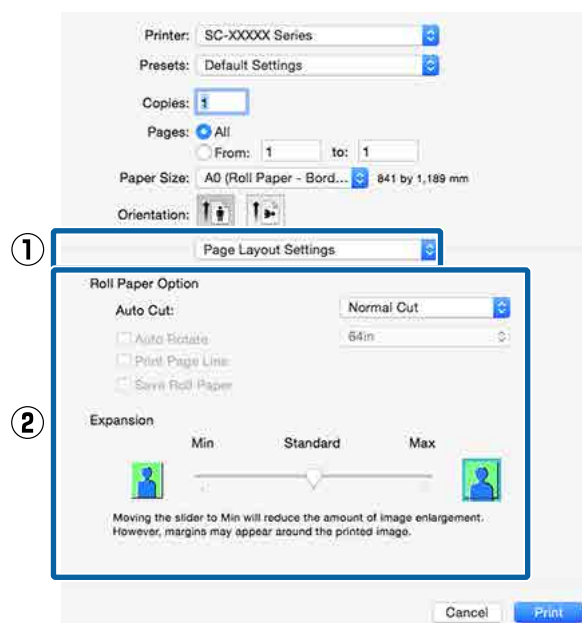 Printer: SC-XXXXX Series
Presets: Default Settings
Copies: 1
Pages: All
From: 1 to: 1
Paper Size: A0 (Roll Paper - Bord... 841 by 1,189 mm
Orientation:
① Page Layout Settings
Roll Paper Option
Auto Cut: Normal Cut
Auto Rotate 64in
Print Page Line
Save Roll Paper
②
Expansion
Min Standard Max
Moving the slider to Min will reduce the amount of image enlargement.
However, margins may appear around the printed image.
Cancel Print